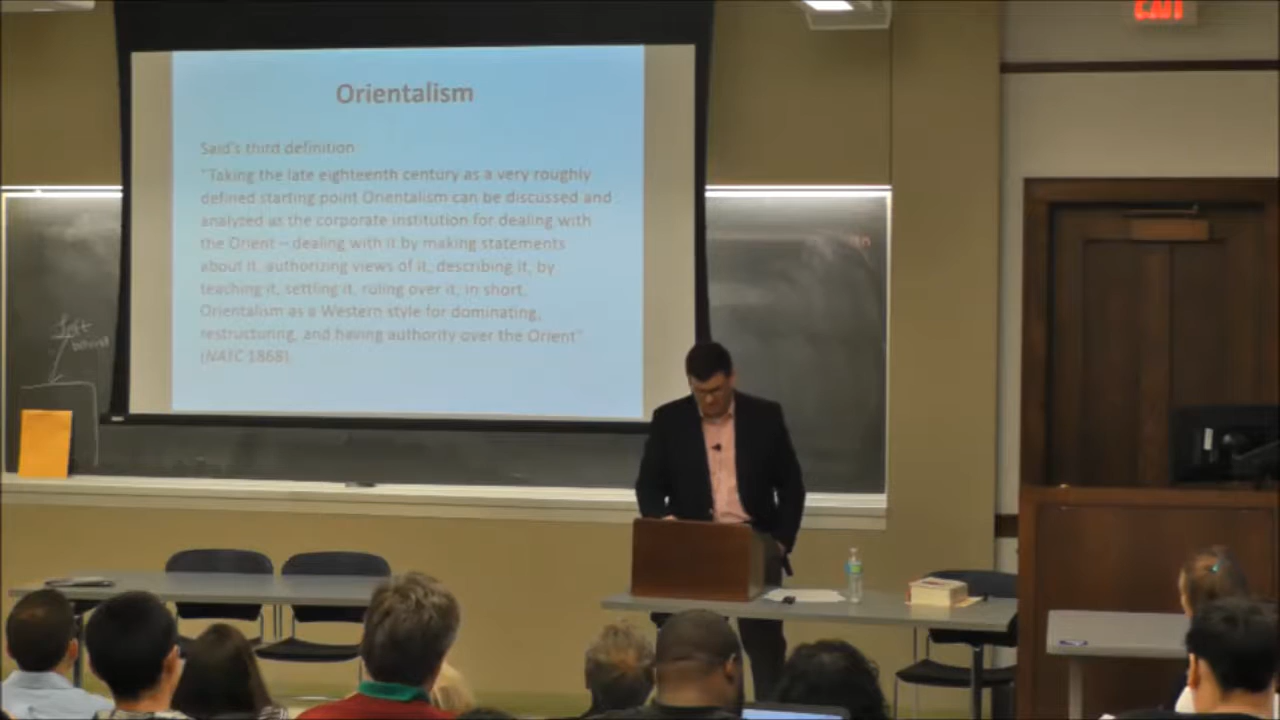 EXIT
Orientalism
Said's third definition
"Taking the late eighteenth century as a very roughly
defined starting point Orientalism can be discussed and
analyzed as the corporate institution for dealing with
the Orient – dealing with it by making statements
about it, authorizing views of it, describing it, by
teaching it, settling it, ruling over it, in short,
Orientalism as a Western style for dominating,
restructuring, and having authority over the Orient"
(NATC 1868)
left